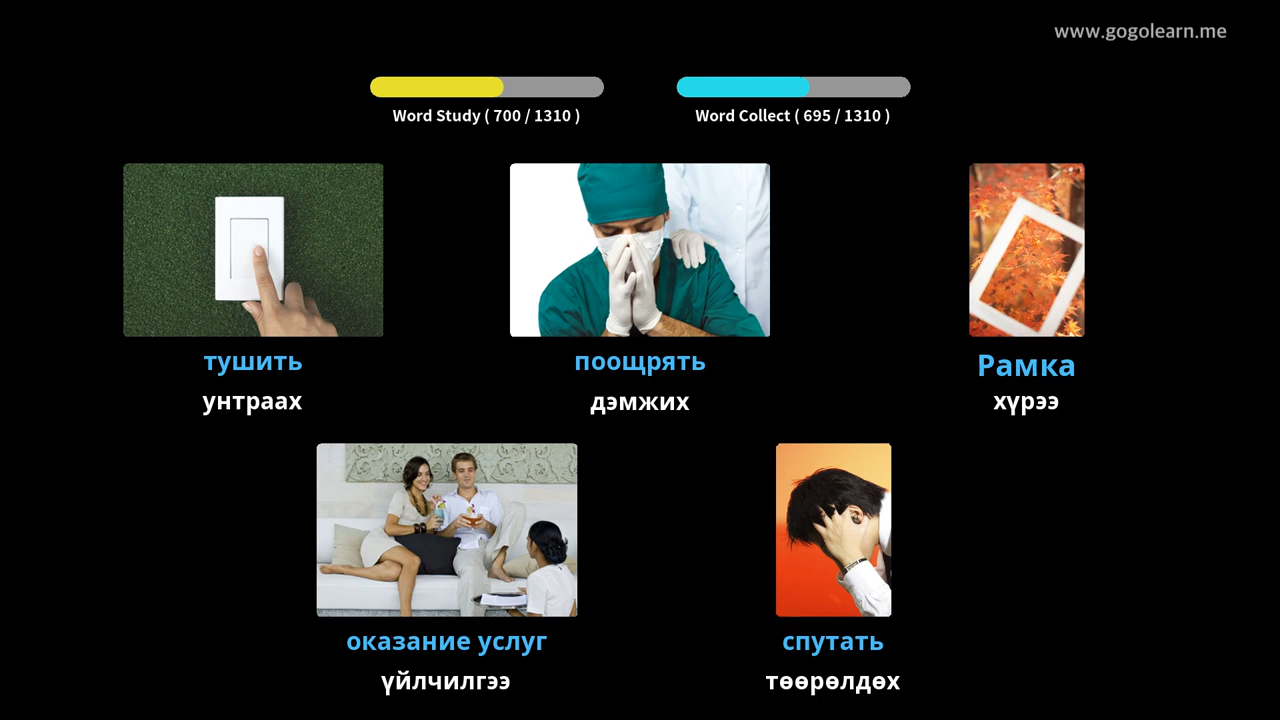 www.gogolearn.me
Word Study ( 700 / 1310 )
Word Collect ( 695 / 1310 )
тушить
унтраах
поощрять
дэмжих
Рамка
хүрээ
оказание услуг
үйлчилгээ
спутать
төөрөлдөх